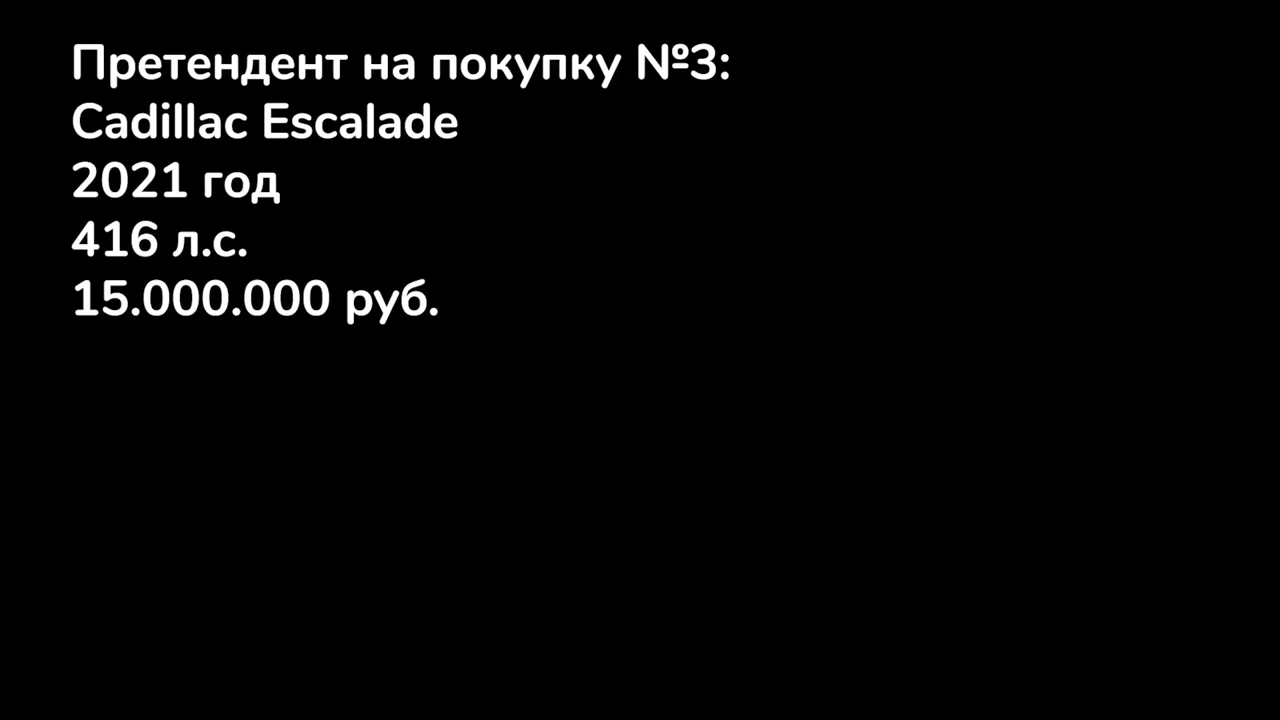 Претендент на покупку №3:
Cadillac Escalade
2021 год
416 л.с.
15.000.000 руб.